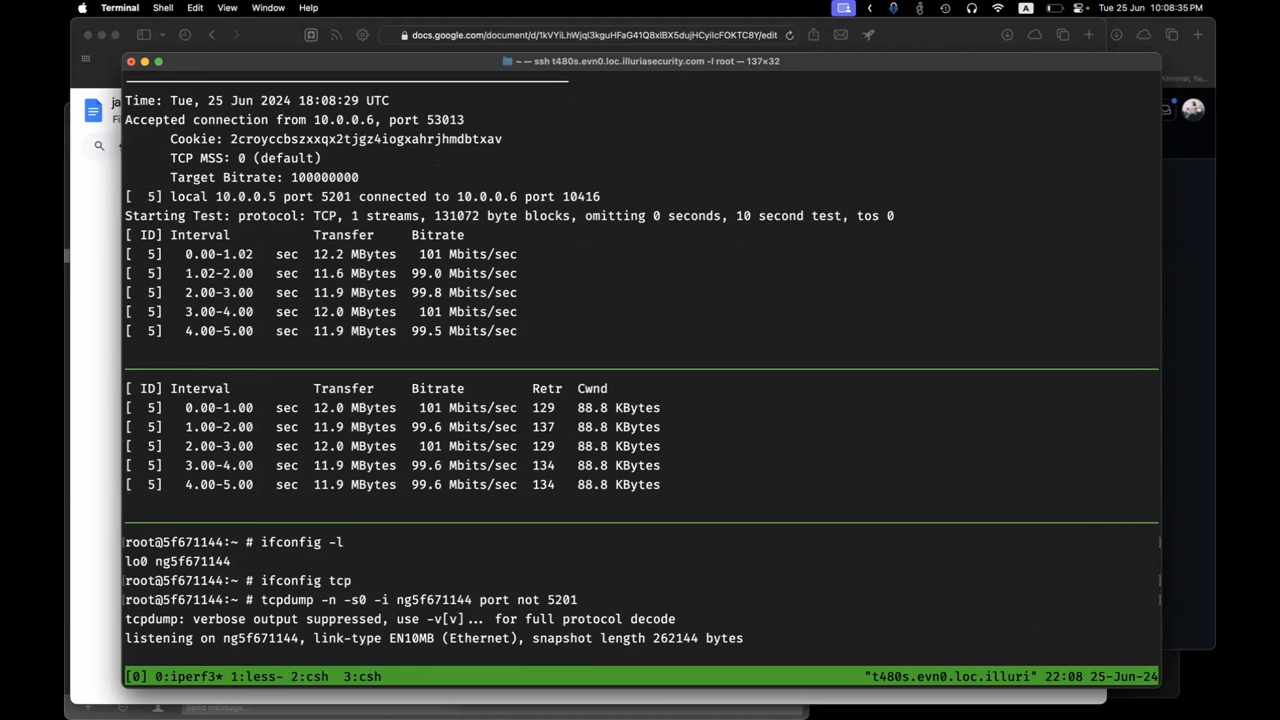 Terminal Shell Edit View Window Help A Tue 25 Jun 10:08:35 PM
docs.google.com/document/d/1kVYiLhWjql3kguHFaG41Q8xlBX5dujHCyilcFOKTC8Y/edit
~ — ssh t480s.evn0.loc.illuriasecurity.com -l root — 137×32
Minimal,
ja
Time: Tue, 25 Jun 2024 18:08:29 UTC
Accepted connection from 10.0.0.6, port 53013
Cookie: 2croyccbszxxqx2tjgz4iogxahrjhmdbtxav
TCP MSS: 0 (default)
Target Bitrate: 100000000
[ 5] local 10.0.0.5 port 5201 connected to 10.0.0.6 port 10416
Starting Test: protocol: TCP, 1 streams, 131072 byte blocks, omitting 0 seconds, 10 second test, tos 0
[ ID] Interval Transfer Bitrate
[ 5] 0.00-1.02 sec 12.2 MBytes 101 Mbits/sec
[ 5] 1.02-2.00 sec 11.6 MBytes 99.0 Mbits/sec
[ 5] 2.00-3.00 sec 11.9 MBytes 99.8 Mbits/sec
[ 5] 3.00-4.00 sec 12.0 MBytes 101 Mbits/sec
[ 5] 4.00-5.00 sec 11.9 MBytes 99.5 Mbits/sec
[ ID] Interval Transfer Bitrate Retr Cwnd
[ 5] 0.00-1.00 sec 12.0 MBytes 101 Mbits/sec 129 88.8 KBytes
[ 5] 1.00-2.00 sec 11.9 MBytes 99.6 Mbits/sec 137 88.8 KBytes
[ 5] 2.00-3.00 sec 12.0 MBytes 101 Mbits/sec 129 88.8 KBytes
[ 5] 3.00-4.00 sec 11.9 MBytes 99.6 Mbits/sec 134 88.8 KBytes
[ 5] 4.00-5.00 sec 11.9 MBytes 99.6 Mbits/sec 134 88.8 KBytes
root@5f671144:~ # ifconfig -l
lo0 ng5f671144
root@5f671144:~ # ifconfig tcp
root@5f671144:~ # tcpdump -n -s0 -i ng5f671144 port not 5201
tcpdump: verbose output suppressed, use -v[v]... for full protocol decode
listening on ng5f671144, link-type EN10MB (Ethernet), snapshot length 262144 bytes
[0] 0:iperf3* 1:less- 2:csh 3:csh "t480s.evn0.loc.illuri" 22:08 25-Jun-24
Send message...